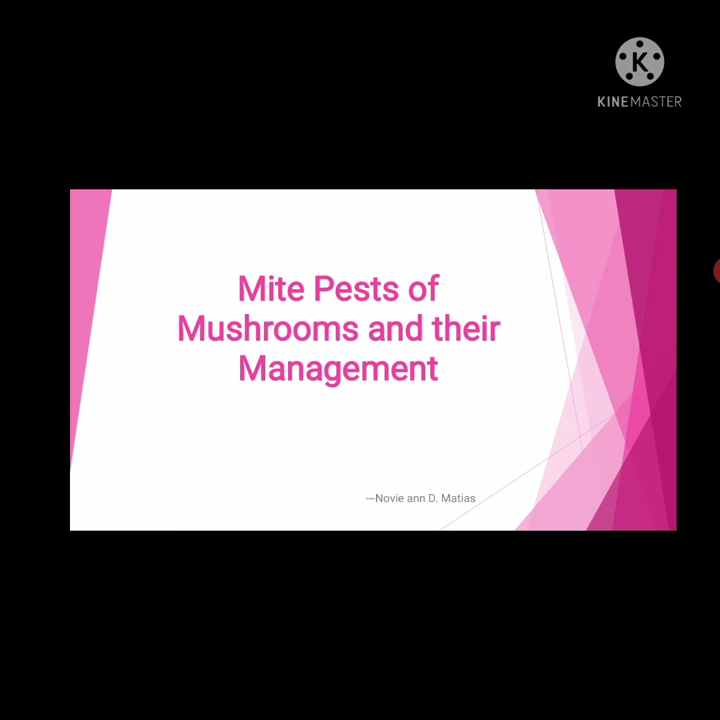 K
KINEMASTER
Mite Pests of
Mushrooms and their
Management
---Novie ann D. Matias